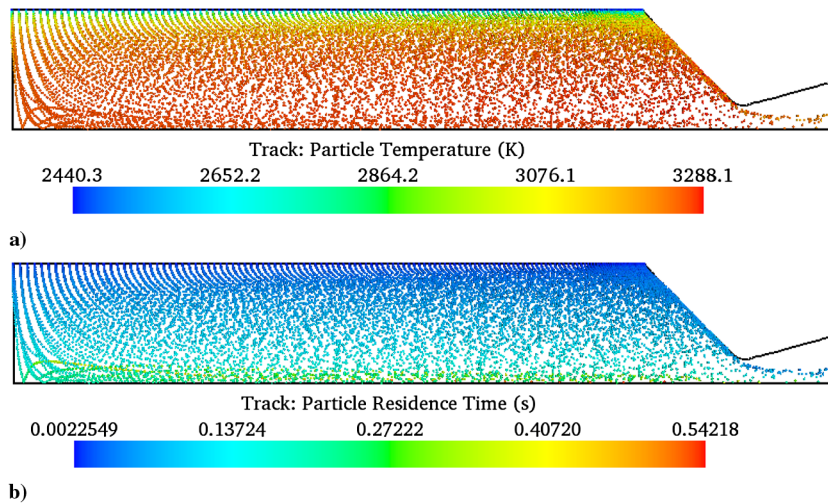 Track: Particle Temperature (K)
2440.3 2652.2 2864.2 3076.1 3288.1
a)
Track: Particle Residence Time (s)
0.0022549 0.13724 0.27222 0.40720 0.54218
b)